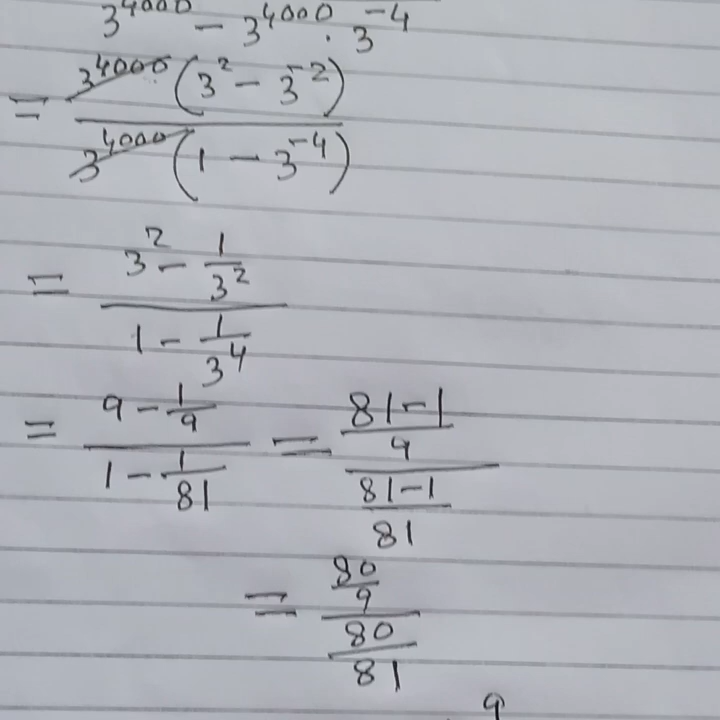 3^4000 - 3^4000 · 3^-4
= 3^4000 (3^2 - 3^-2) / 3^4000 (1 - 3^-4)
= (3^2 - 1/3^2) / (1 - 1/3^4)
= (9 - 1/9) / (1 - 1/81) = ((81-1)/9) / ((81-1)/81)
= (80/9) / (80/81)
9